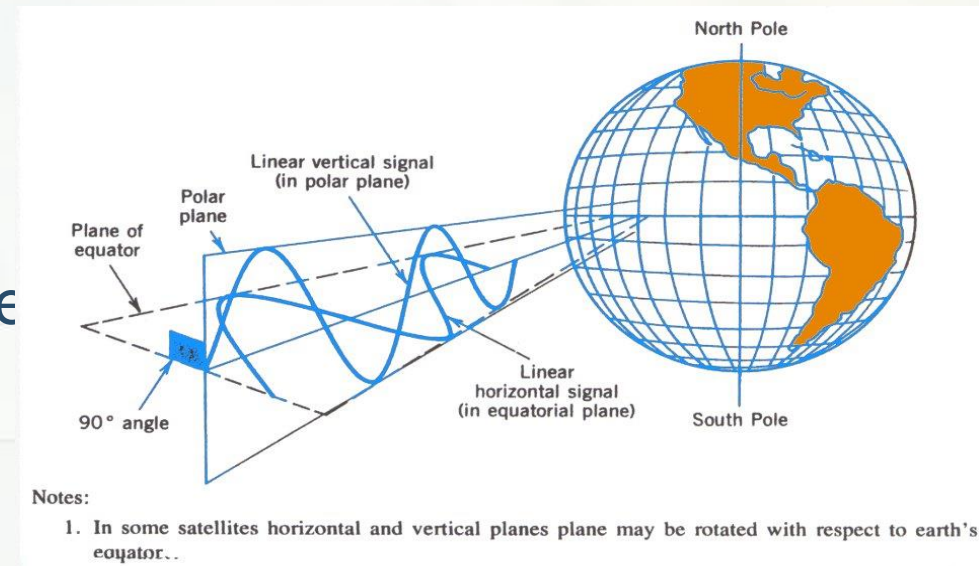 North Pole
Linear vertical signal
(in polar plane)
Polar
plane
Plane of
equator
e
Linear
horizontal signal
(in equatorial plane)
90° angle
South Pole
Notes:
1. In some satellites horizontal and vertical planes plane may be rotated with respect to earth's
equator..